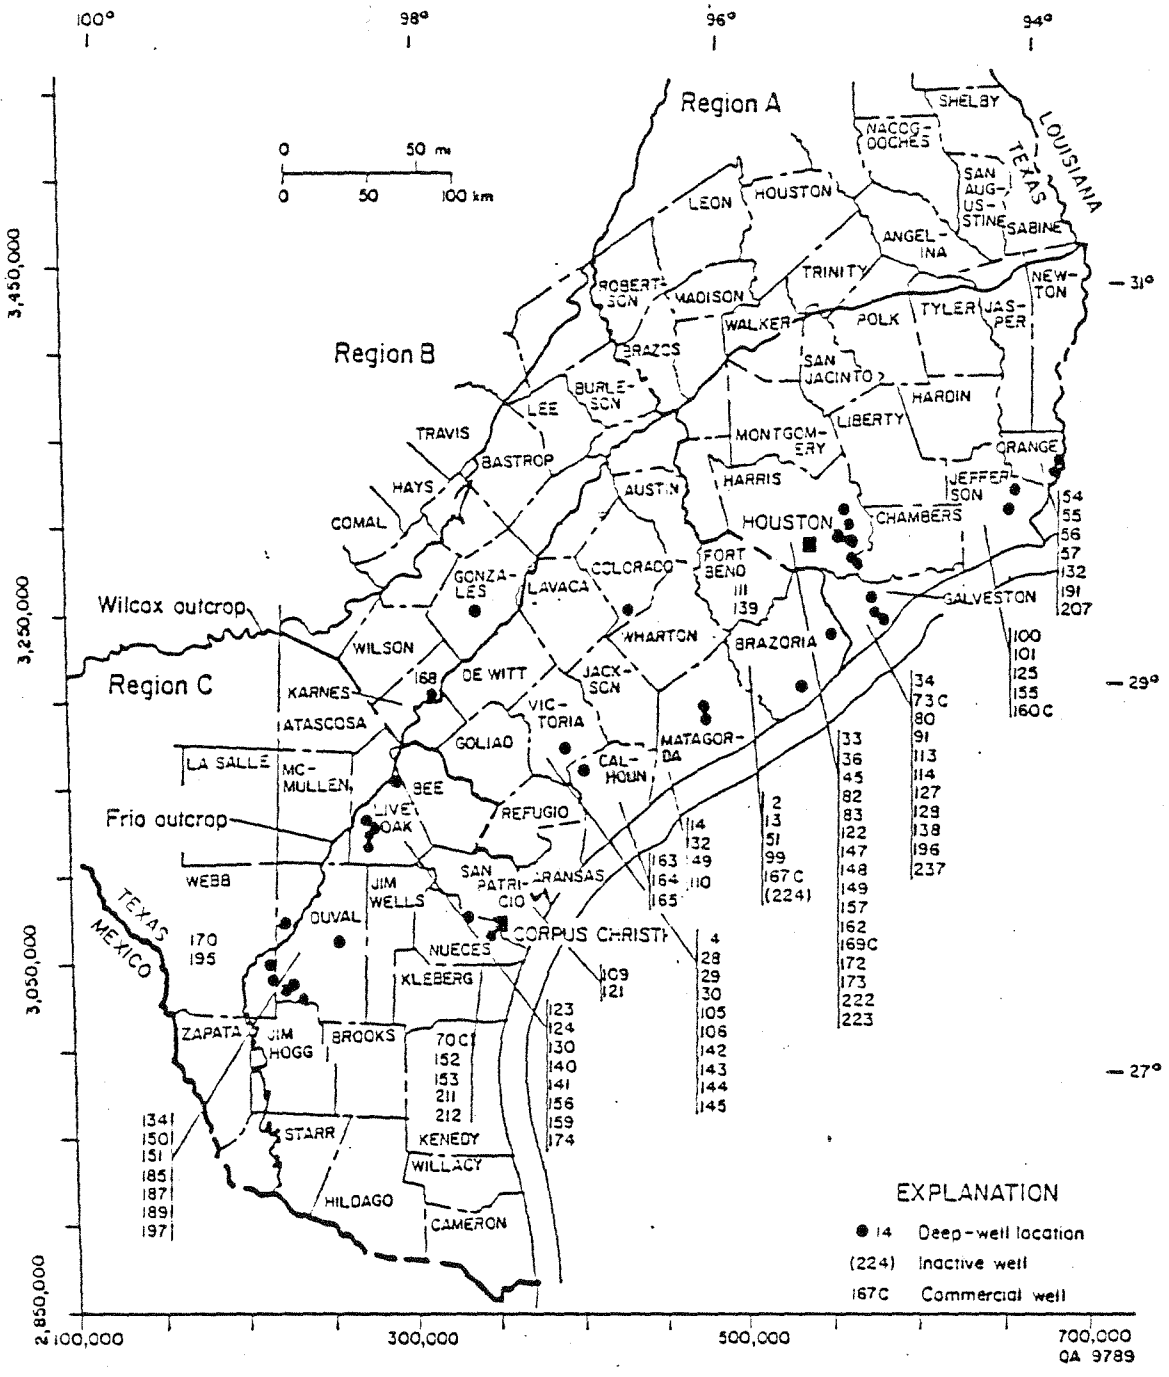 100° 98° 96° 94°
Region A
SHELBY
NACOG-
DOCHES
LOUISIANA
TEXAS
0 50 mi
0 50 100 km
SAN
AUG-
US-
STINE
SABINE
LEON
HOUSTON
ANGEL-
INA
3,450,000
31°
ROBERT-
SON
MADISON
TRINITY
NEW-
TON
WALKER
POLK
TYLER
JAS-
PER
Region B
BRAZOS
SAN
JACINTO
BURLE-
SON
LEE
HARDIN
LIBERTY
TRAVIS
MONTGOM-
ERY
ORANGE
BASTROP
HARRIS
JEFFER
SON
HAYS
AUSTIN
COMAL
HOUSTON
CHAMBERS
54
55
56
57
132
191
207
GONZA-
LES
LAVACA
COLORADO
FORT
BEND
111
139
GALVESTON
Wilcox outcrop
3,250,000
WILSON
WHARTON
BRAZORIA
100
101
125
155
160C
29°
Region C
KARNES
168
DE WITT
JACK-
SON
ATASCOSA
VIC-
TORIA
GOLIAD
MATAGOR-
DA
LA SALLE
MC-
MULLEN
BEE
CAL-
HOUN
34
73C
80
91
113
114
127
128
138
196
237
33
36
45
82
83
122
147
148
149
157
162
169C
172
173
222
223
2
13
51
99
167C
(224)
14
32
49
110
163
164
165
Frio outcrop
LIVE
OAK
REFUGIO
WEBB
JIM
WELLS
SAN
PATRI-
CIO
ARANSAS
TEXAS
MEXICO
DUVAL
170
195
NUECES
CORPUS CHRISTI
KLEBERG
109
121
4
28
29
30
105
106
142
143
144
145
3,050,000
123
124
130
140
141
156
159
174
ZAPATA
JIM
HOGG
BROOKS
70C
152
153
211
212
27°
134
150
151
185
187
189
197
STARR
KENEDY
WILLACY
HILDAGO
CAMERON
EXPLANATION
14 Deep-well location
(224) Inactive well
167C Commercial well
2,850,000
2,100,000 300,000 500,000 700,000
QA 9789